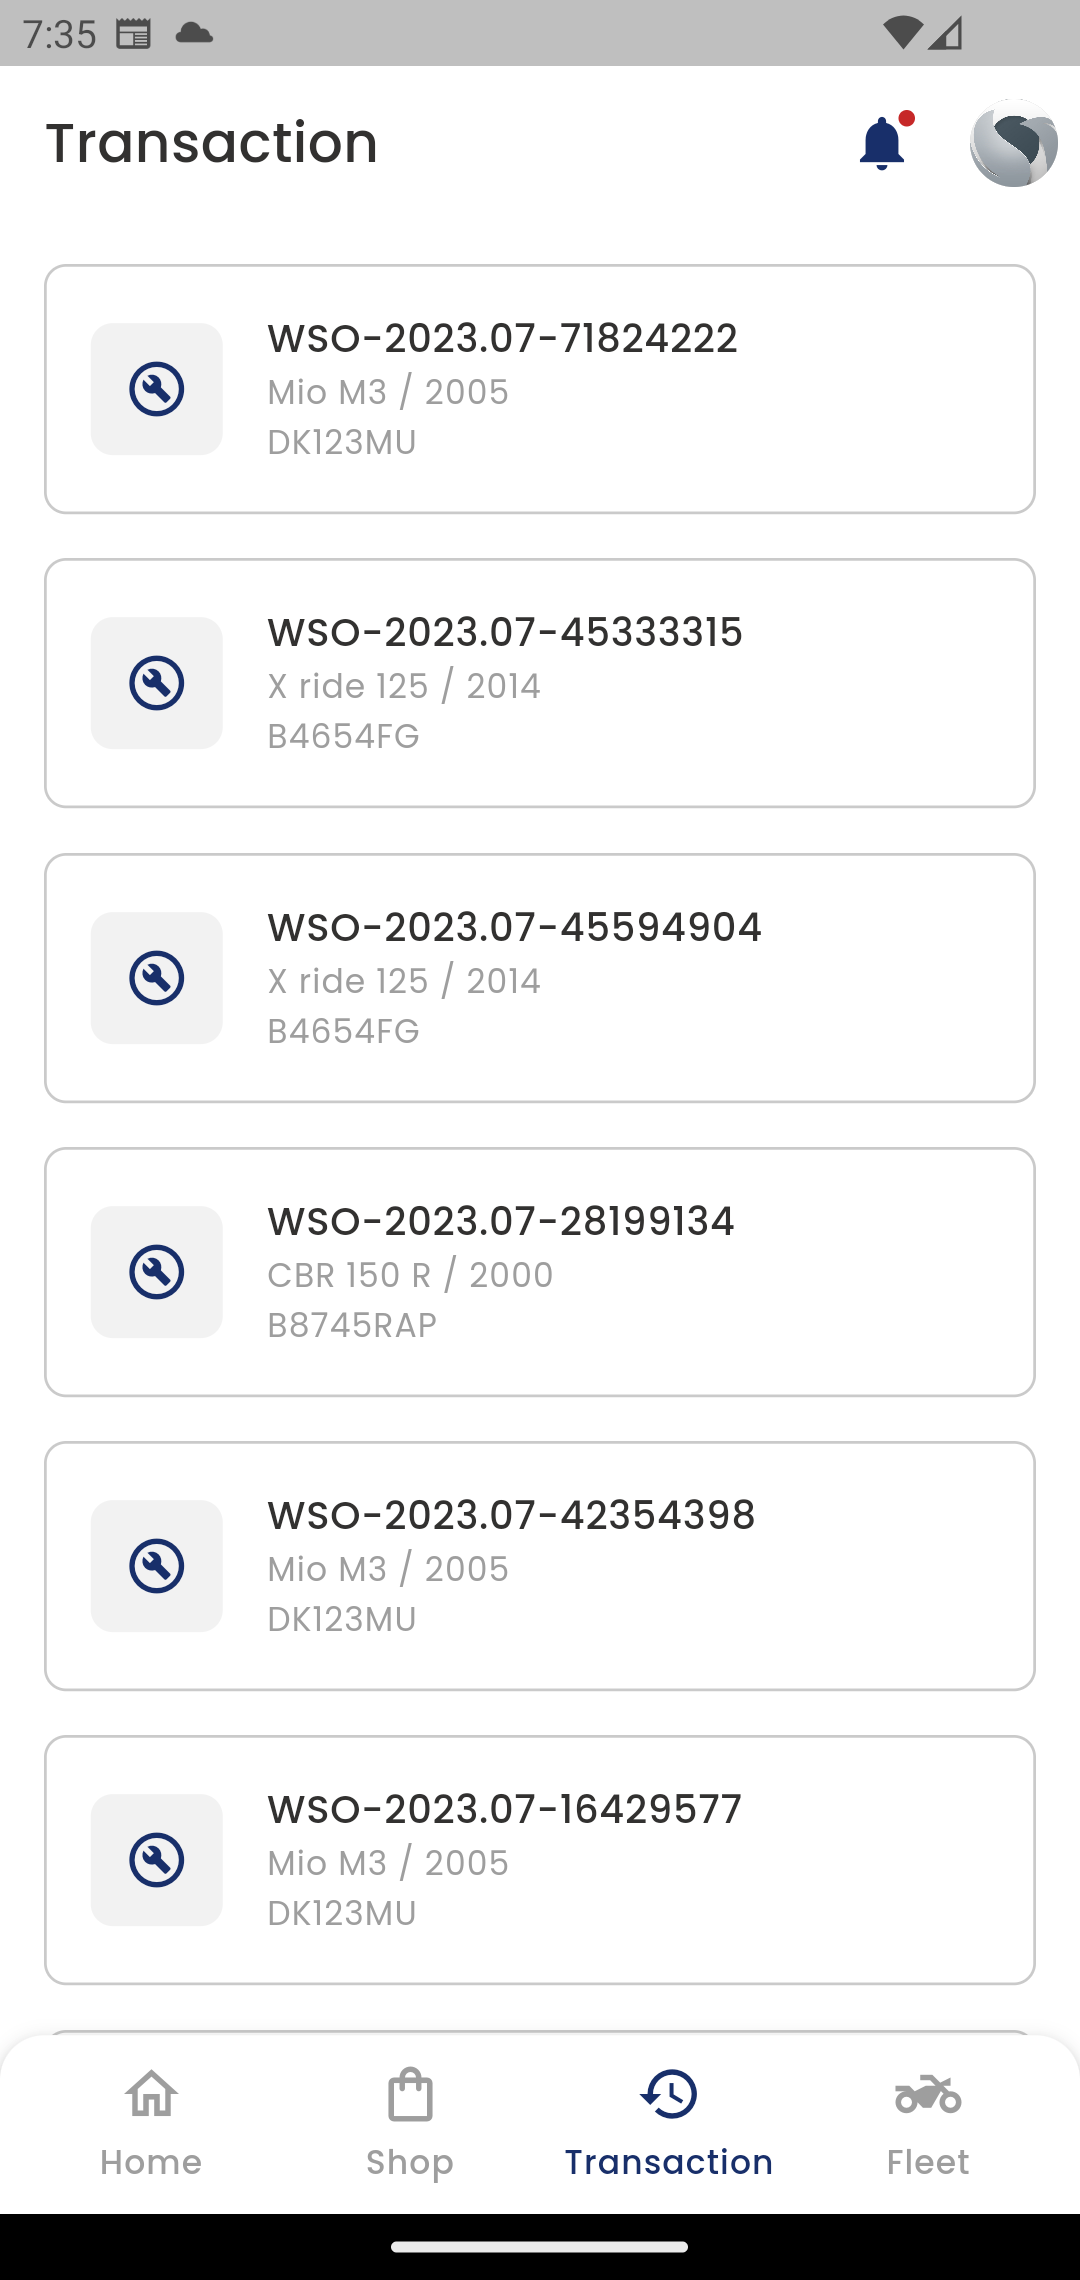 7:35
Transaction
WSO-2023.07-71824222
Mio M3 / 2005
DK123MU
WSO-2023.07-45333315
X ride 125 / 2014
B4654FG
WSO-2023.07-45594904
X ride 125 / 2014
B4654FG
WSO-2023.07-28199134
CBR 150 R / 2000
B8745RAP
WSO-2023.07-42354398
Mio M3 / 2005
DK123MU
WSO-2023.07-16429577
Mio M3 / 2005
DK123MU
Home
Shop
Transaction
Fleet